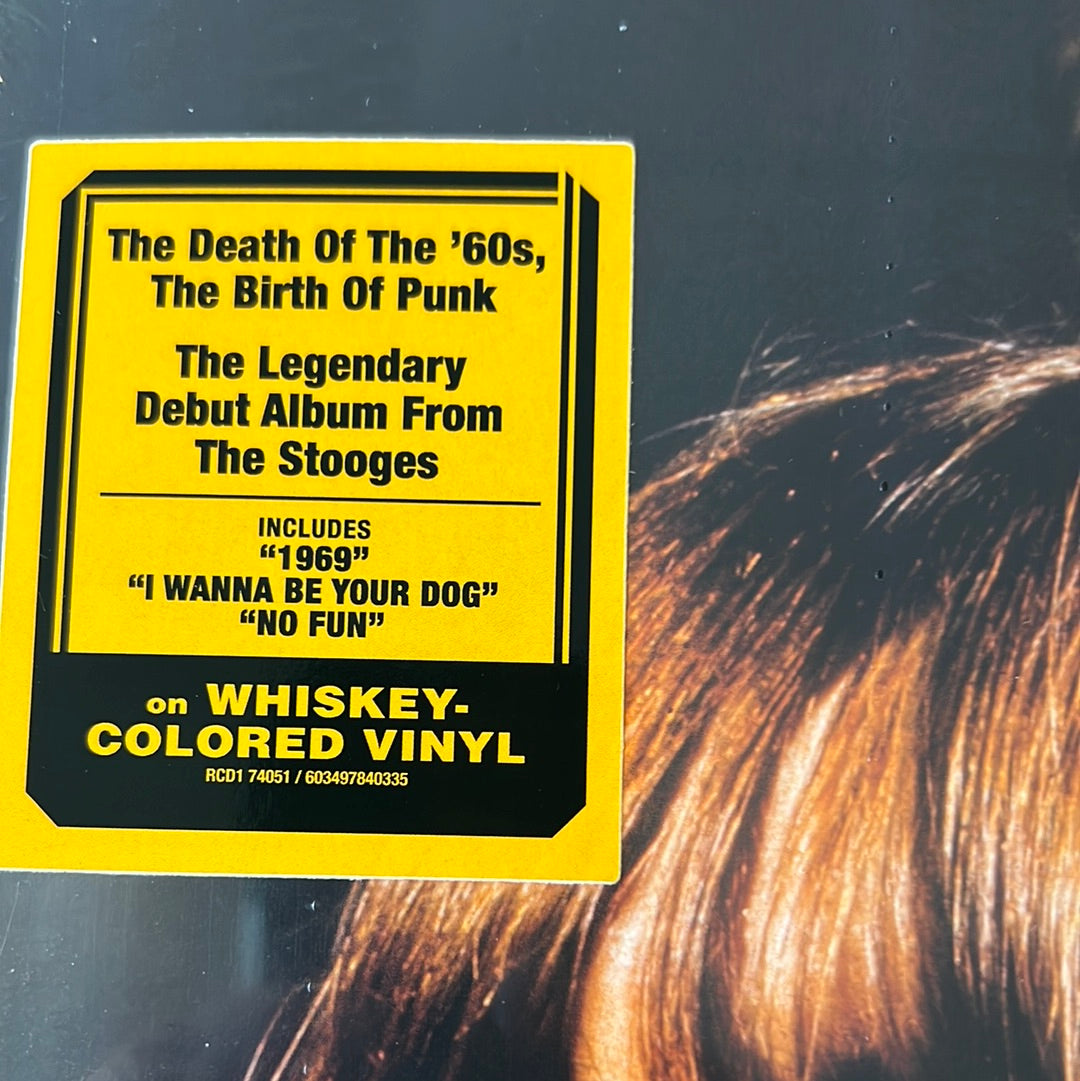 The Death Of The ’60s,
The Birth Of Punk
The Legendary
Debut Album From
The Stooges
INCLUDES
“1969”
“I WANNA BE YOUR DOG”
“NO FUN”
on WHISKEY-
COLORED VINYL
RCD1 74051 / 603497840335